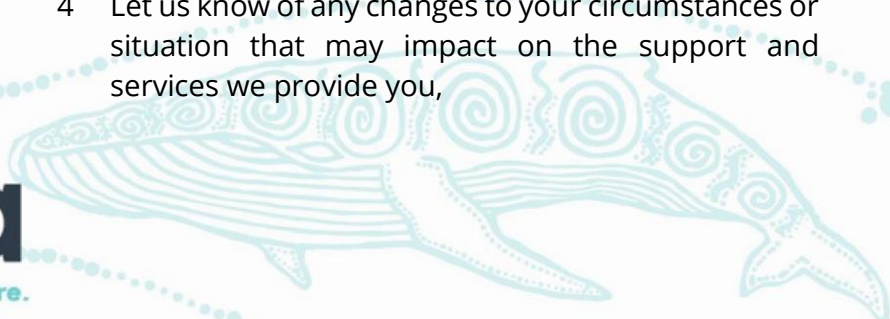 4 Let us know of any changes to your circumstances or
situation that may impact on the support and
services we provide you,
re.